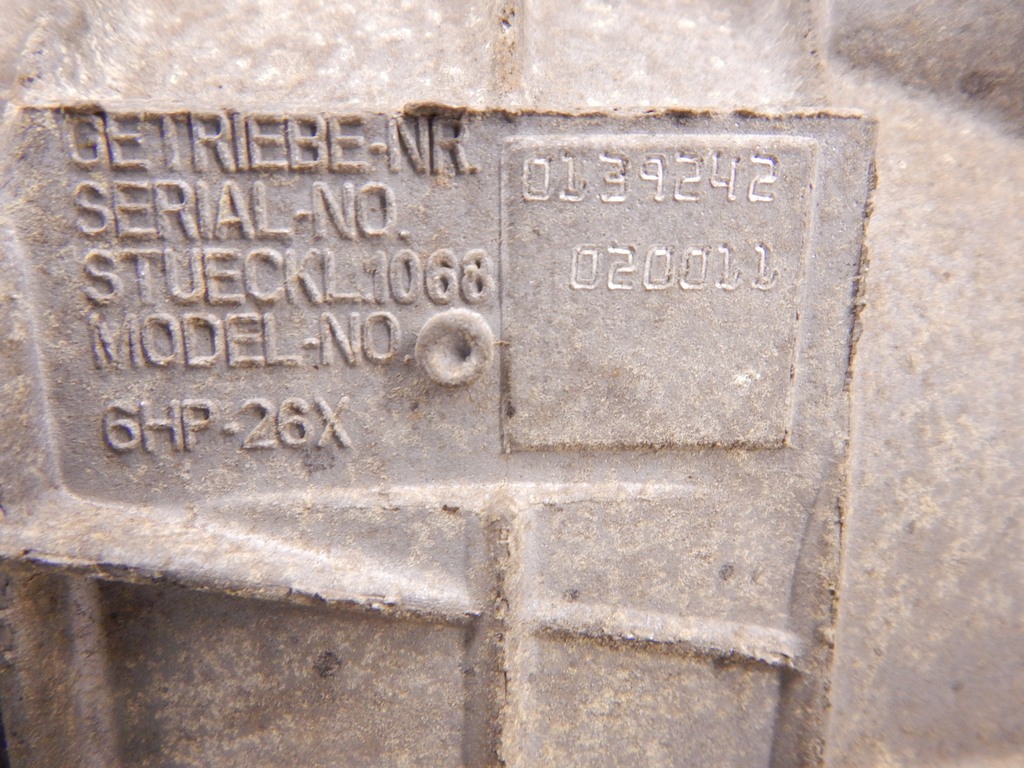 GETRIEBE-NR. 0139242
SERIAL-NO.
STUECKL.1068 020011
MODEL-NO.
6HP-26X